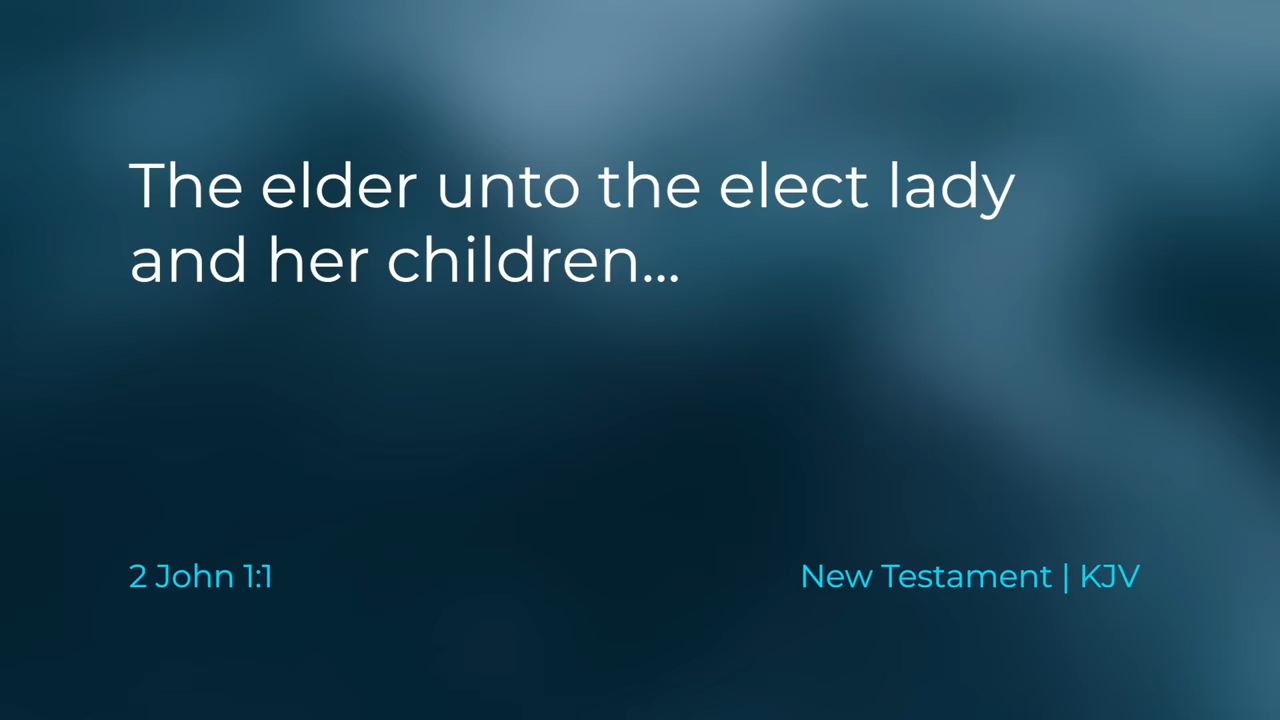 The elder unto the elect lady
and her children...
2 John 1:1
New Testament | KJV